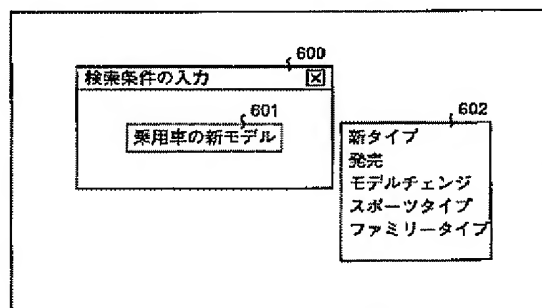 600
検索条件の入力
601
乗用車の新モデル
602
新タイプ
発売
モデルチェンジ
スポーツタイプ
ファミリータイプ